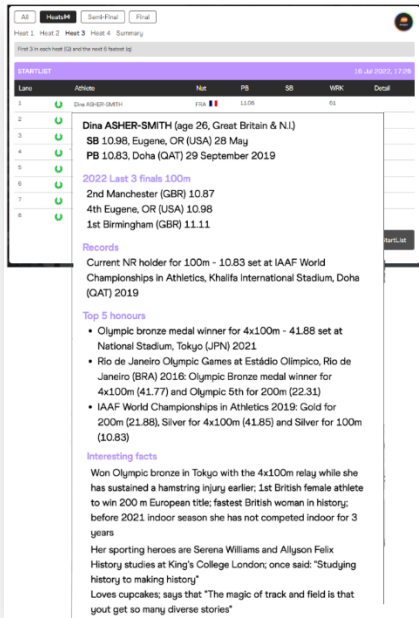 All Heats Semi-Final Final
Heat 1 Heat 2 Heat 3 Heat 4 Summary
First 3 in each heat (Q) and the next 6 fastest (q)
STARTLIST 16 Jul 2022, 17:26
Lane Athlete Nat PB SB WRK Detail
1 Dina ASHER-SMITH FRA 61
2
3
4
5
6
7
8
StartList
Dina ASHER-SMITH (age 26, Great Britain & N.I.)
SB 10.98, Eugene, OR (USA) 28 May
PB 10.83, Doha (QAT) 29 September 2019
2022 Last 3 finals 100m
2nd Manchester (GBR) 10.87
4th Eugene, OR (USA) 10.98
1st Birmingham (GBR) 11.11
Records
Current NR holder for 100m - 10.83 set at IAAF World
Championships in Athletics, Khalifa International Stadium, Doha
(QAT) 2019
Top 5 honours
• Olympic bronze medal winner for 4x100m - 41.88 set at
National Stadium, Tokyo (JPN) 2021
• Rio de Janeiro Olympic Games at Estádio Olímpico, Rio de
Janeiro (BRA) 2016: Olympic Bronze medal winner for
4x100m (41.77) and Olympic 5th for 200m (22.31)
• IAAF World Championships in Athletics 2019: Gold for
200m (21.88), Silver for 4x100m (41.85) and Silver for 100m
(10.83)
Interesting facts
Won Olympic bronze in Tokyo with the 4x100m relay while she
has sustained a hamstring injury earlier; 1st British female athlete
to win 200 m European title; fastest British woman in history;
before 2021 indoor season she has not competed indoor for 3
years
Her sporting heroes are Serena Williams and Allyson Felix
History studies at King's College London; once said: "Studying
history to making history"
Loves cupcakes; says that "The magic of track and field is that
yout get so many diverse stories"